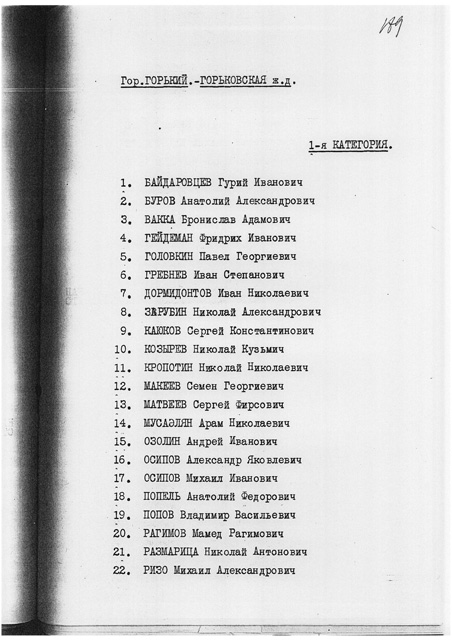 189
Гор.ГОРЬКИЙ.-ГОРЬКОВСКАЯ ж.д.
1-я КАТЕГОРИЯ.
1. БАЙДАРОВЦЕВ Гурий Иванович
2. БУРОВ Анатолий Александрович
3. ВАККА Бронислав Адамович
4. ГЕЙДЕМАН Фридрих Иванович
5. ГОЛОВКИН Павел Георгиевич
6. ГРЕБНЕВ Иван Степанович
7. ДОРМИДОНТОВ Иван Николаевич
8. ЗАРУБИН Николай Александрович
9. КАЮКОВ Сергей Константинович
10. КОЗЫРЕВ Николай Кузьмич
11. КРОПОТИН Николай Николаевич
12. МАКЕЕВ Семен Георгиевич
13. МАТВЕЕВ Сергей Фирсович
14. МУСАЭЛЯН Арам Николаевич
15. ОЗОЛИН Андрей Иванович
16. ОСИПОВ Александр Яковлевич
17. ОСИПОВ Михаил Иванович
18. ПОПЕЛЬ Анатолий Федорович
19. ПОПОВ Владимир Васильевич
20. РАГИМОВ Мамед Рагимович
21. РАЗМАРИЦА Николай Антонович
22. РИЗО Михаил Александрович